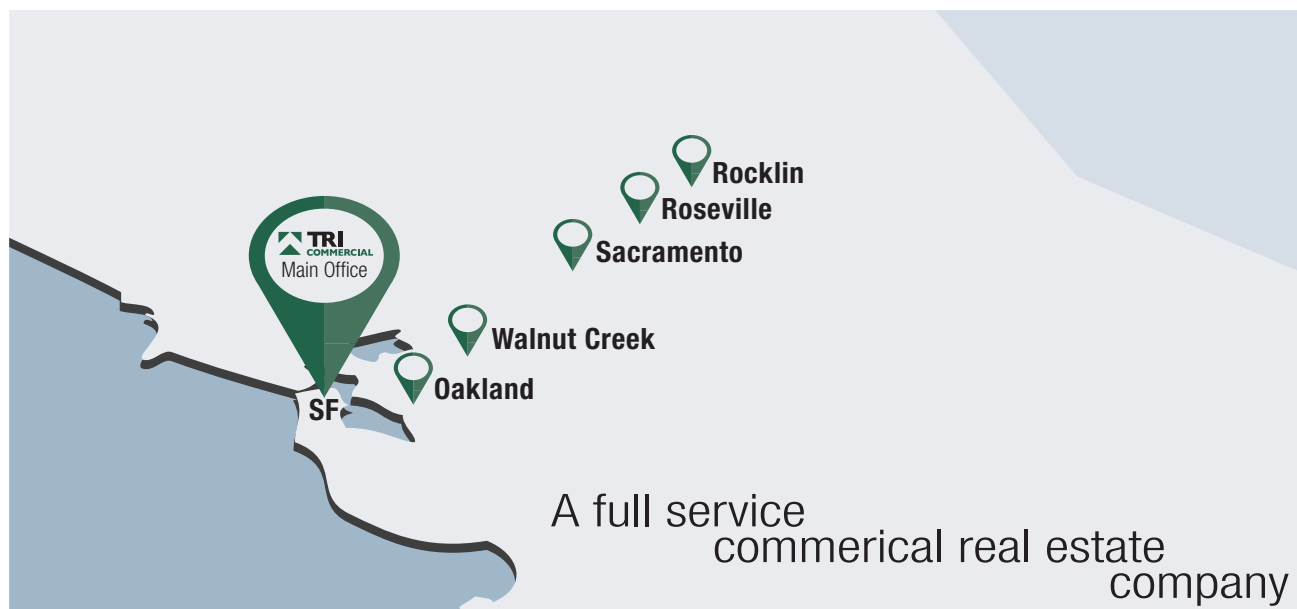 Rocklin
Roseville
Sacramento
TRI
COMMERCIAL
Main Office
Walnut Creek
Oakland
SF
A full service
commerical real estate
company